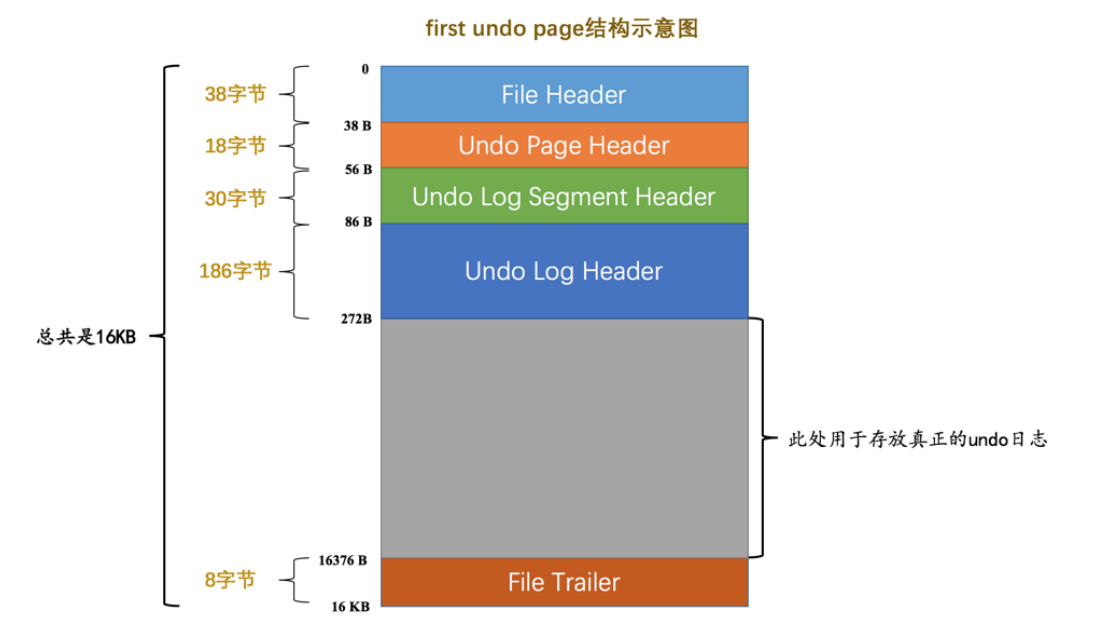 first undo page结构示意图
0
38字节
File Header
38 B
18字节
Undo Page Header
56 B
30字节
Undo Log Segment Header
86 B
186字节
Undo Log Header
272B
总共是16KB
此处用于存放真正的undo日志
16376 B
8字节
File Trailer
16 KB